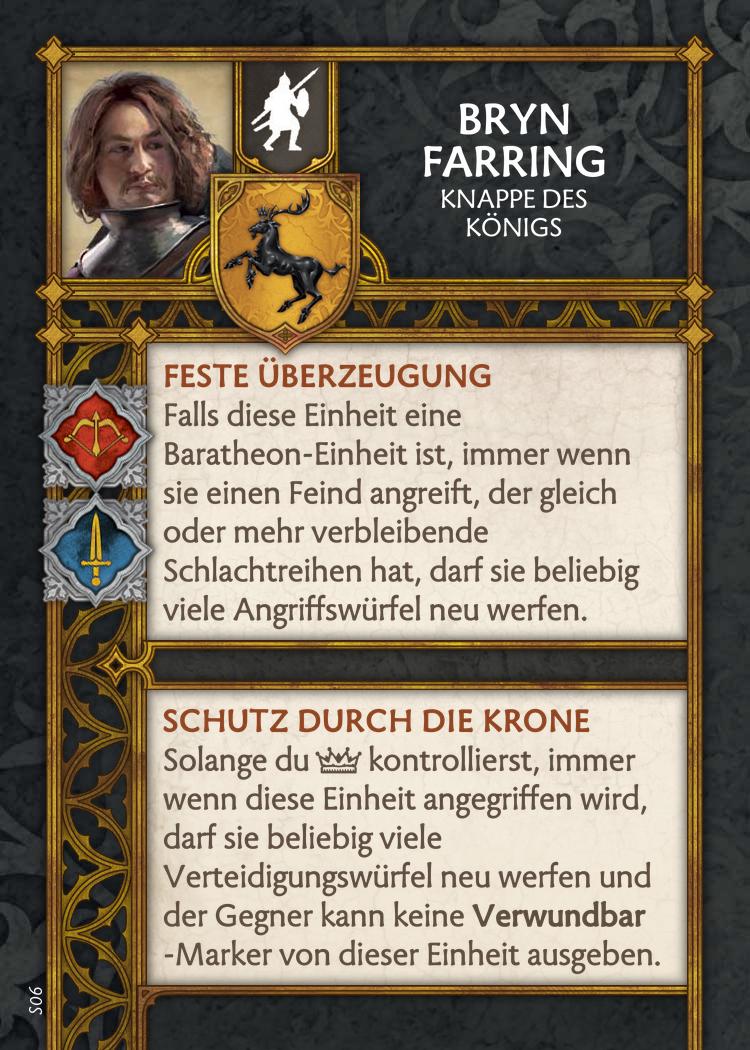 BRYN
FARRING
KNAPPE DES
KÖNIGS
FESTE ÜBERZEUGUNG
Falls diese Einheit eine
Baratheon-Einheit ist, immer wenn
sie einen Feind angreift, der gleich
oder mehr verbleibende
Schlachtreihen hat, darf sie beliebig
viele Angriffswürfel neu werfen.
SCHUTZ DURCH DIE KRONE
Solange du kontrollierst, immer
wenn diese Einheit angegriffen wird,
darf sie beliebig viele
Verteidigungswürfel neu werfen und
der Gegner kann keine Verwundbar
-Marker von dieser Einheit ausgeben.
S06